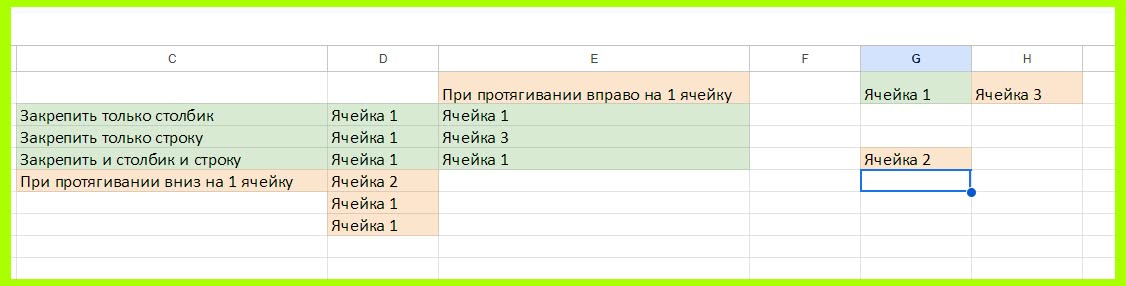 C D E F G H
При протягивании вправо на 1 ячейку Ячейка 1 Ячейка 3
Закрепить только столбик Ячейка 1 Ячейка 1
Закрепить только строку Ячейка 1 Ячейка 3
Закрепить и столбик и строку Ячейка 1 Ячейка 1 Ячейка 2
При протягивании вниз на 1 ячейку Ячейка 2
Ячейка 1
Ячейка 1